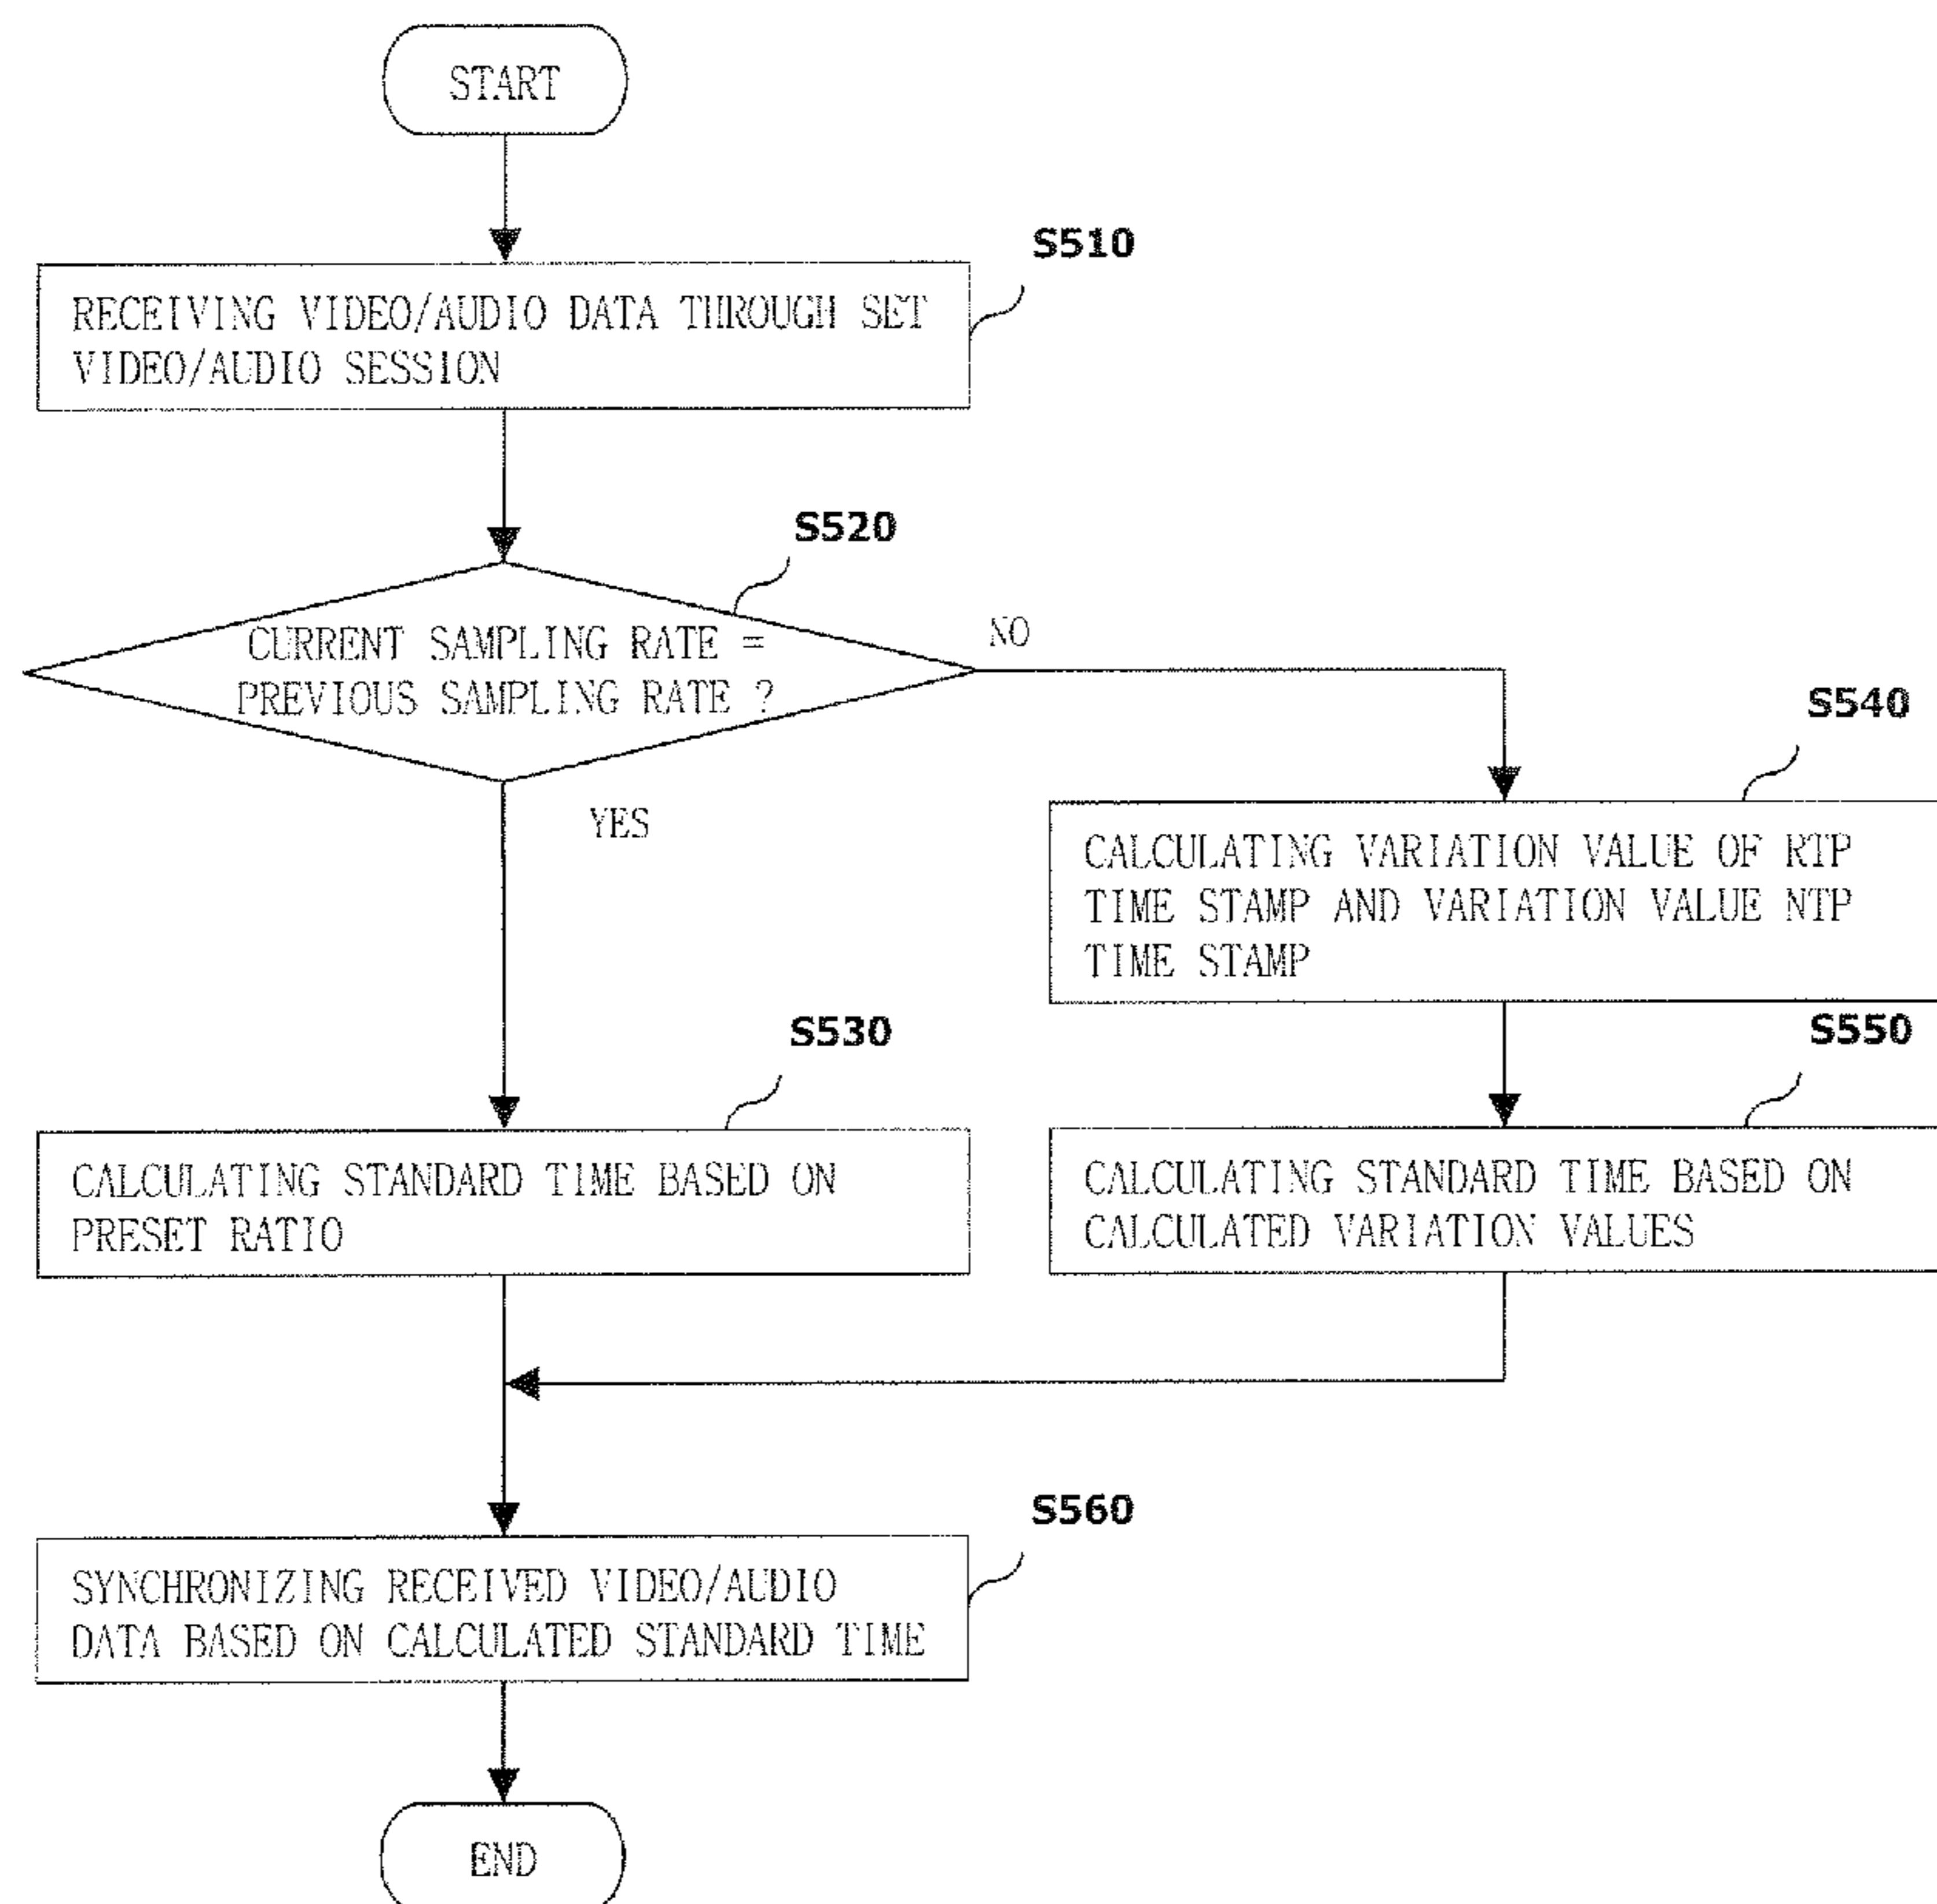 START
S510
RECEIVING VIDEO/AUDIO DATA THROUGH SET
VIDEO/AUDIO SESSION
S520
CURRENT SAMPLING RATE =
PREVIOUS SAMPLING RATE ?
NO
YES
S540
CALCULATING VARIATION VALUE OF RTP
TIME STAMP AND VARIATION VALUE NTP
TIME STAMP
S530
CALCULATING STANDARD TIME BASED ON
PRESET RATIO
S550
CALCULATING STANDARD TIME BASED ON
CALCULATED VARIATION VALUES
S560
SYNCHRONIZING RECEIVED VIDEO/AUDIO
DATA BASED ON CALCULATED STANDARD TIME
END